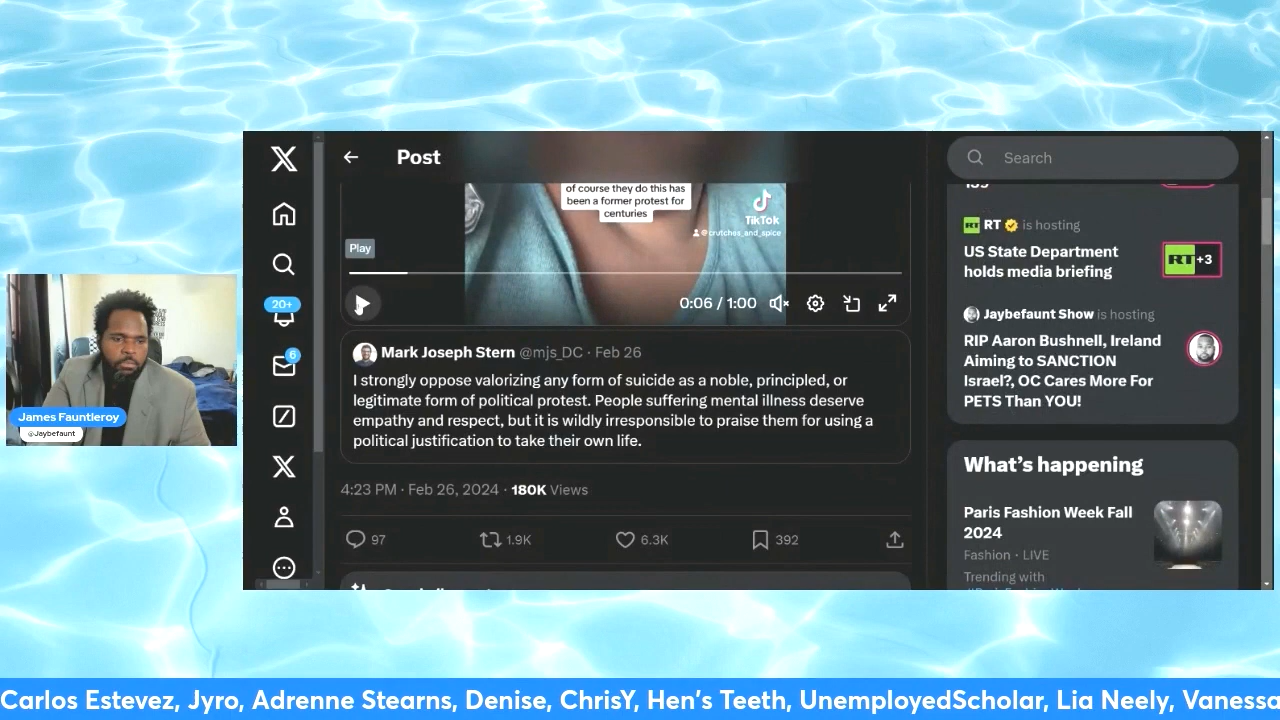 Post
Search
of course they do this has
been a former protest for
centuries
TikTok
@crutches_and_spice
Play
0:06 / 1:00
Mark Joseph Stern @mjs_DC · Feb 26
I strongly oppose valorizing any form of suicide as a noble, principled, or
legitimate form of political protest. People suffering mental illness deserve
empathy and respect, but it is wildly irresponsible to praise them for using a
political justification to take their own life.
4:23 PM · Feb 26, 2024 · 180K Views
97
1.9K
6.3K
392
20+
6
RT is hosting
US State Department
holds media briefing
RT +3
Jaybefaunt Show is hosting
RIP Aaron Bushnell, Ireland
Aiming to SANCTION
Israel?, OC Cares More For
PETS Than YOU!
What's happening
Paris Fashion Week Fall
2024
Fashion · LIVE
Trending with
James Fauntleroy
@Jaybefaunt
Carlos Estevez, Jyro, Adrenne Stearns, Denise, ChrisY, Hen's Teeth, UnemployedScholar, Lia Neely, Vanessa